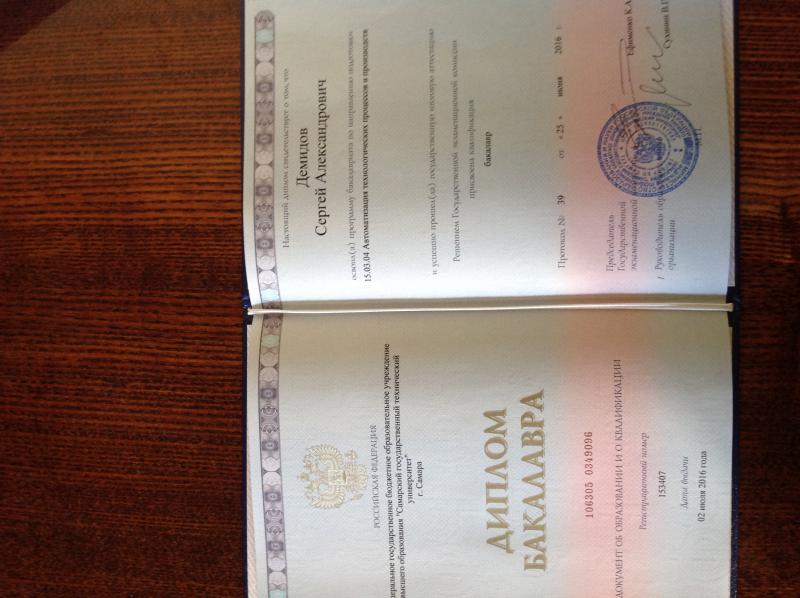 РОССИЙСКАЯ ФЕДЕРАЦИЯ
государственное бюджетное образовательное учреждение
высшего образования "Самарский государственный технический
университет"
г. Самара
ДИПЛОМ
БАКАЛАВРА
106305 0349096
ДОКУМЕНТ ОБ ОБРАЗОВАНИИ И О КВАЛИФИКАЦИИ
Регистрационный номер
153407
Дата выдачи
02 июля 2016 года
Настоящий диплом свидетельствует о том, что
Демидов
Сергей Александрович
освоил(а) программу бакалавриата по направлению подготовки
15.03.04 Автоматизация технологических процессов и производств
и успешно прошел(ла) государственную итоговую аттестацию
Решением Государственной экзаменационной комиссии
присвоена квалификация
бакалавр
Протокол № 39 от « 25 » июня 2016 г.
Председатель
Государственной
экзаменационной
Ефименко К.А
Руководитель
организации
Сухинин В.П
М.П.